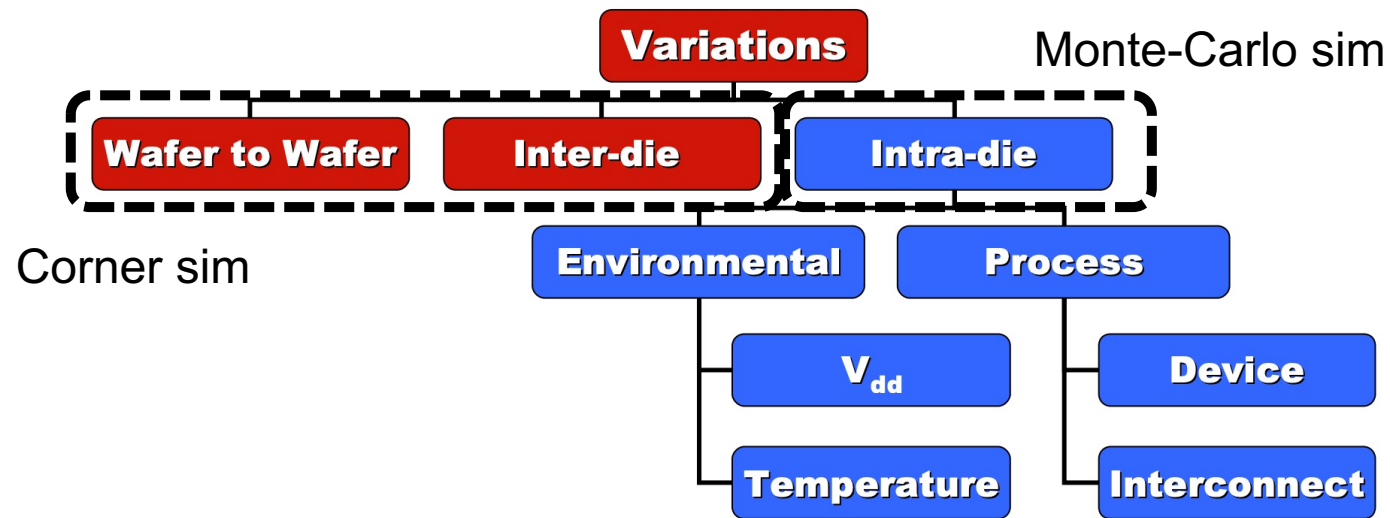 Variations
Monte-Carlo sim
Wafer to Wafer
Inter-die
Intra-die
Corner sim
Environmental
Process
Vdd
Device
Temperature
Interconnect